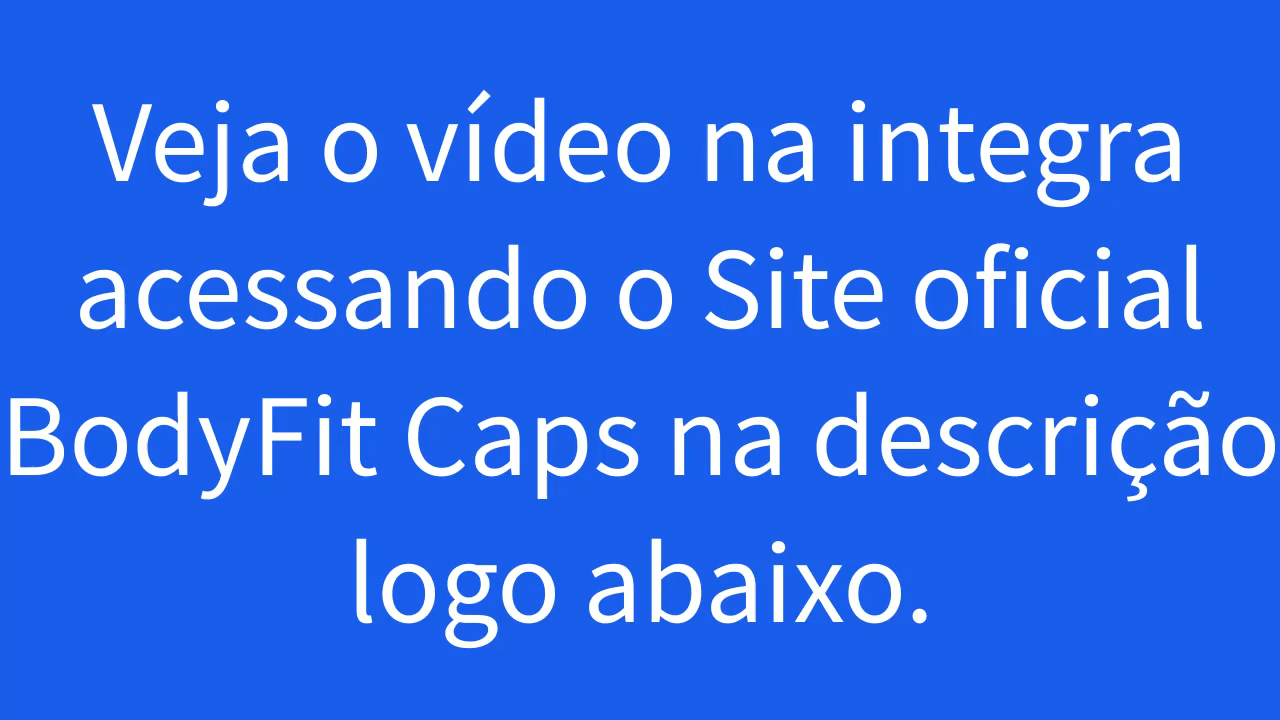 Veja o vídeo na integra
acessando o Site oficial
BodyFit Caps na descrição
logo abaixo.